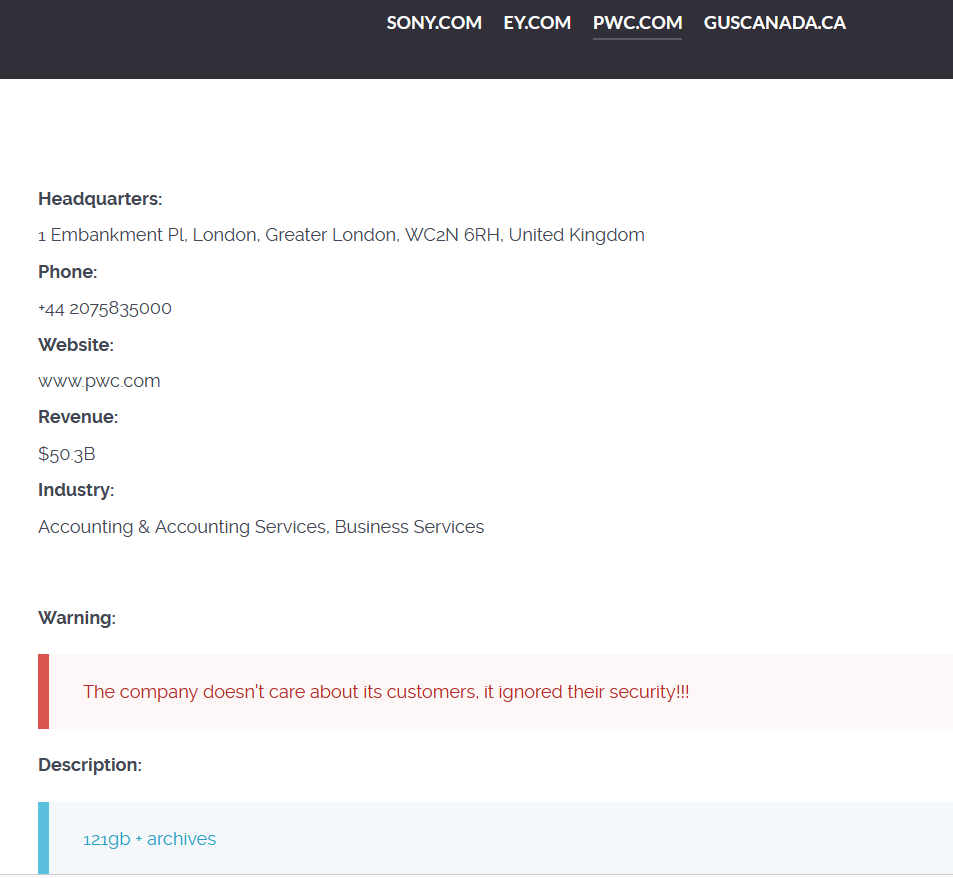 SONY.COM EY.COM PWC.COM GUSCANADA.CA
Headquarters:
1 Embankment Pl, London, Greater London, WC2N 6RH, United Kingdom
Phone:
+44 2075835000
Website:
www.pwc.com
Revenue:
$50.3B
Industry:
Accounting & Accounting Services, Business Services
Warning:
The company doesn't care about its customers, it ignored their security!!!
Description:
121gb + archives